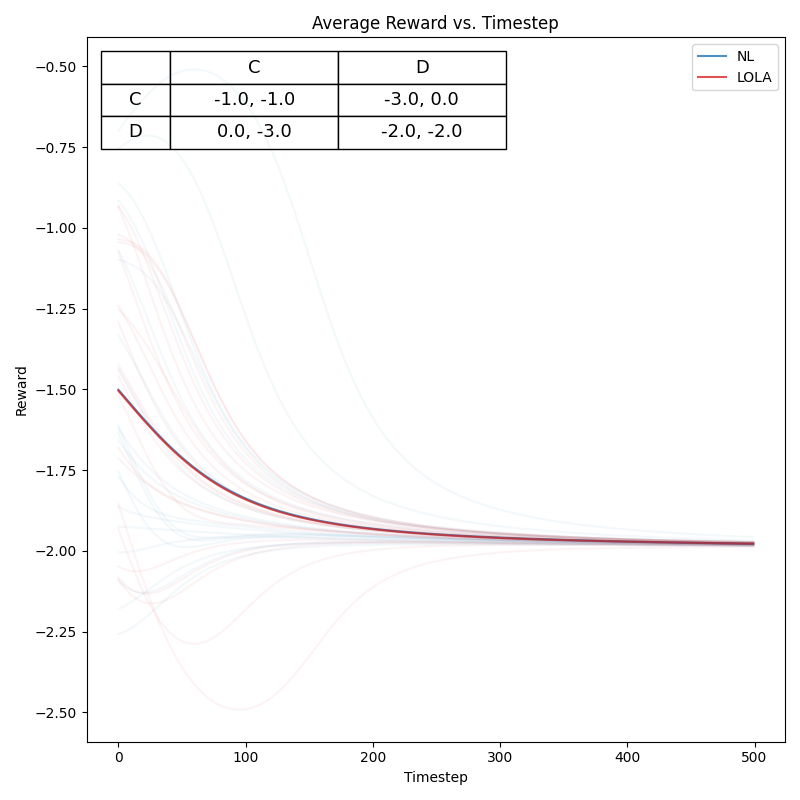 Average Reward vs. Timestep
C D
C -1.0, -1.0 -3.0, 0.0
D 0.0, -3.0 -2.0, -2.0
NL
LOLA
−0.50
−0.75
−1.00
−1.25
−1.50
−1.75
−2.00
−2.25
−2.50
Reward
0 100 200 300 400 500
Timestep